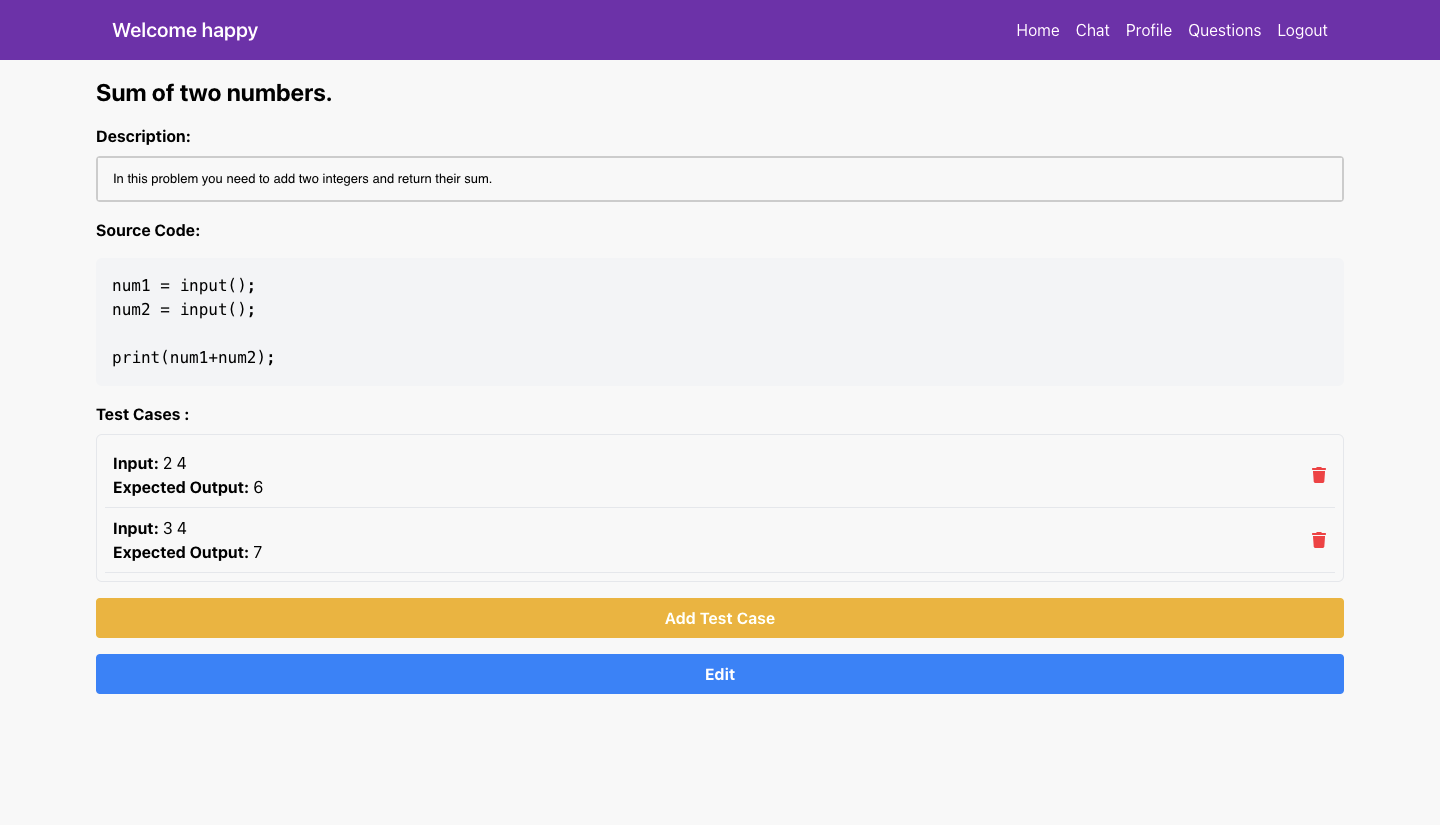 Welcome happy
Home Chat Profile Questions Logout
Sum of two numbers.
Description:
In this problem you need to add two integers and return their sum.
Source Code:
num1 = input();
num2 = input();
print(num1+num2);
Test Cases :
Input: 2 4
Expected Output: 6
Input: 3 4
Expected Output: 7
Add Test Case
Edit